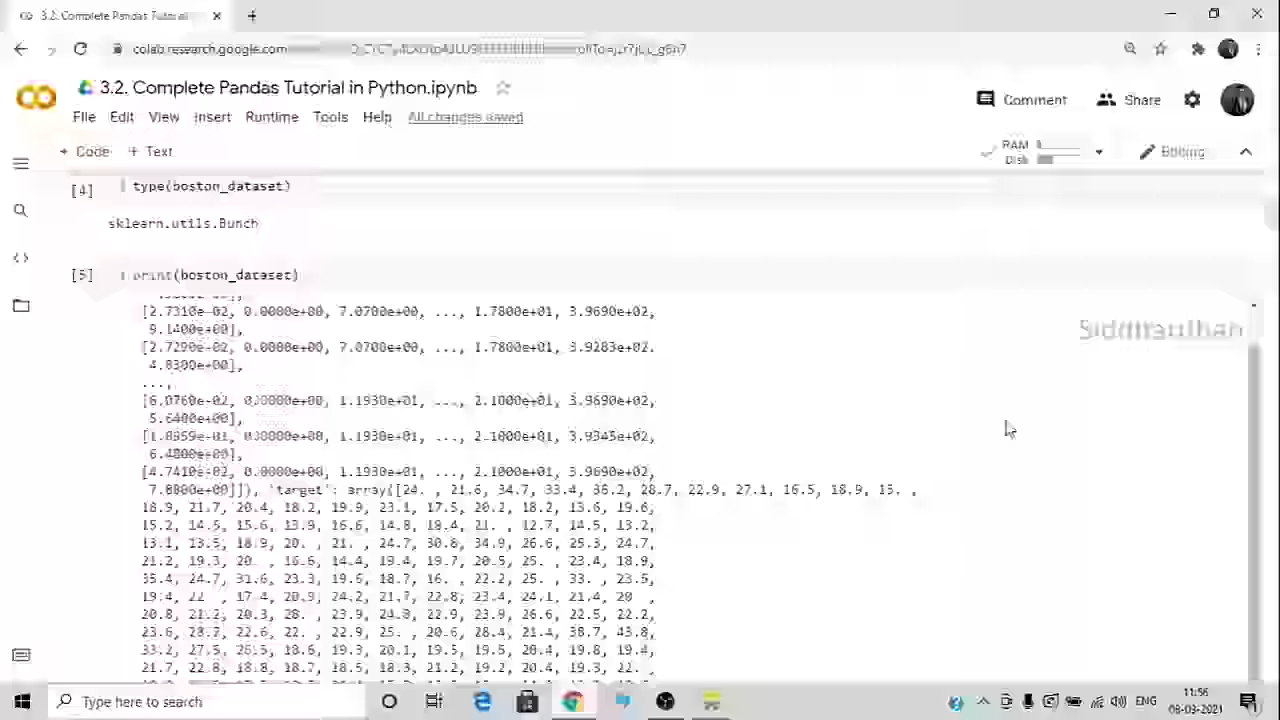 3.2. Complete Pandas Tutorial
colab.research.google.com
3.2. Complete Pandas Tutorial in Python.ipynb
Comment
Share
File Edit View Insert Runtime Tools Help All changes saved
+ Code + Text
RAM
Disk
Editing
[4] type(boston_dataset)
sklearn.utils.Bunch
[5] print(boston_dataset)
Siddhardhan
[2.7310e-02, 0.0000e+00, 7.0700e+00, ..., 1.7800e+01, 3.9690e+02,
9.1400e+00],
[2.7290e-02, 0.0000e+00, 7.0700e+00, ..., 1.7800e+01, 3.9283e+02,
4.0300e+00],
...,
[6.0760e-02, 0.0000e+00, 1.1930e+01, ..., 2.1000e+01, 3.9690e+02,
5.6400e+00],
[1.0959e-01, 0.0000e+00, 1.1930e+01, ..., 2.1000e+01, 3.9345e+02,
6.4800e+00],
[4.7410e-02, 0.0000e+00, 1.1930e+01, ..., 2.1000e+01, 3.9690e+02,
7.8800e+00]]), 'target': array([24. , 21.6, 34.7, 33.4, 36.2, 28.7, 22.9, 27.1, 16.5, 18.9, 15. ,
18.9, 21.7, 20.4, 18.2, 19.9, 23.1, 17.5, 20.2, 18.2, 13.6, 19.6,
15.2, 14.5, 15.6, 13.9, 16.6, 14.8, 18.4, 21. , 12.7, 14.5, 13.2,
13.1, 13.5, 18.9, 20. , 21. , 24.7, 30.8, 34.9, 26.6, 25.3, 24.7,
21.2, 19.3, 20. , 16.6, 14.4, 19.4, 19.7, 20.5, 25. , 23.4, 18.9,
35.4, 24.7, 31.6, 23.3, 19.6, 18.7, 16. , 22.2, 25. , 33. , 23.5,
19.4, 22. , 17.4, 20.9, 24.2, 21.7, 22.8, 23.4, 24.1, 21.4, 20. ,
20.8, 21.2, 20.3, 28. , 23.9, 24.8, 22.9, 23.9, 26.6, 22.5, 22.2,
23.6, 28.7, 22.6, 22. , 22.9, 25. , 20.6, 28.4, 21.4, 38.7, 43.8,
33.2, 27.5, 26.5, 18.6, 19.3, 20.1, 19.5, 19.5, 20.4, 19.8, 19.4,
21.7, 22.8, 18.8, 18.7, 18.5, 18.3, 21.2, 19.2, 20.4, 19.3, 22. ,
Type here to search
ENG
11:56
08-03-2021